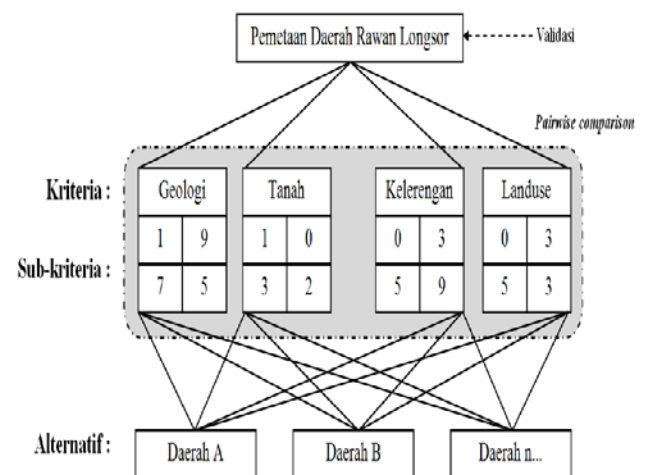 Pemetaan Daerah Rawan Longsor
Validasi
Pairwise comparison
Kriteria :
Geologi
Tanah
Kelerengan
Landuse
1 9 1 0 0 3 0 3
Sub-kriteria :
7 5 3 2 5 9 5 3
Alternatif :
Daerah A
Daerah B
Daerah n...